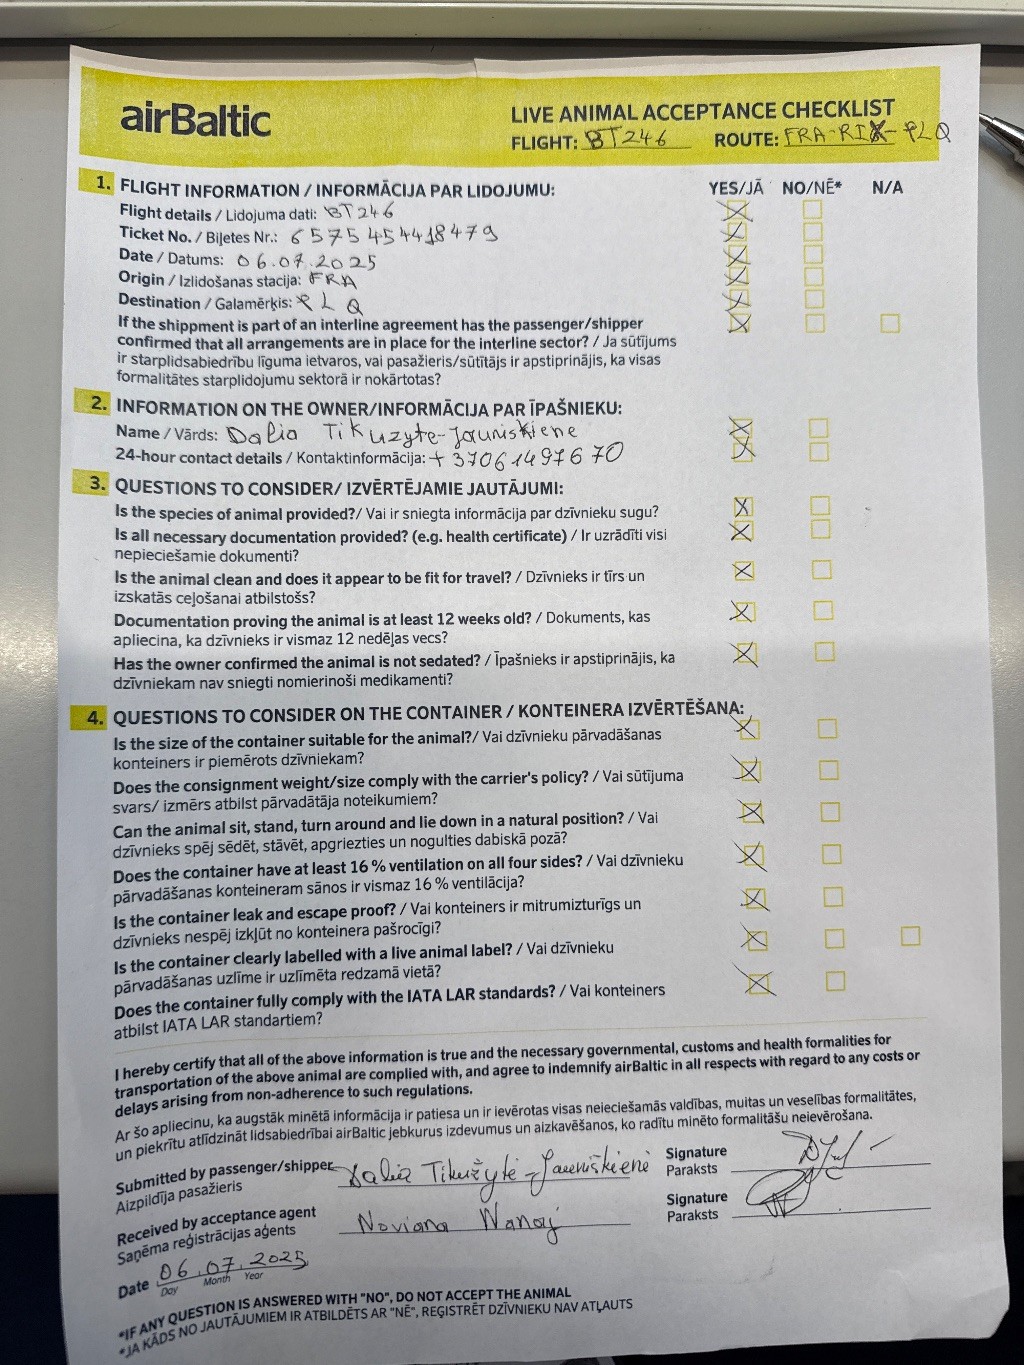 airBaltic
LIVE ANIMAL ACCEPTANCE CHECKLIST
FLIGHT: BT246 ROUTE: FRA-RIX-PLQ
1. FLIGHT INFORMATION / INFORMĀCIJA PAR LIDOJUMU: YES/JĀ NO/NĒ* N/A
Flight details / Lidojuma dati: BT246
Ticket No. / Biļetes Nr.: 6575454418479
Date / Datums: 06.07.2025
Origin / Izlidošanas stacija: FRA
Destination / Galamērķis: PLQ
If the shippment is part of an interline agreement has the passenger/shipper
confirmed that all arrangements are in place for the interline sector? / Ja sūtījums
ir starplidsabiedrību līguma ietvaros, vai pasažieris/sūtītājs ir apstiprinājis, ka visas
formalitātes starplidojumu sektorā ir nokārtotas?
2. INFORMATION ON THE OWNER/INFORMĀCIJA PAR ĪPAŠNIEKU:
Name / Vārds: Dalia Tikuzyte-Jauniskiene
24-hour contact details / Kontaktinformācija: +37061497670
3. QUESTIONS TO CONSIDER/ IZVĒRTĒJAMIE JAUTĀJUMI:
Is the species of animal provided?/ Vai ir sniegta informācija par dzīvnieku sugu?
Is all necessary documentation provided? (e.g. health certificate) / Ir uzrādīti visi
nepieciešamie dokumenti?
Is the animal clean and does it appear to be fit for travel? / Dzīvnieks ir tīrs un
izskatās ceļošanai atbilstošs?
Documentation proving the animal is at least 12 weeks old? / Dokuments, kas
apliecina, ka dzīvnieks ir vismaz 12 nedēļas vecs?
Has the owner confirmed the animal is not sedated? / Īpašnieks ir apstiprinājis, ka
dzīvniekam nav sniegti nomierinoši medikamenti?
4. QUESTIONS TO CONSIDER ON THE CONTAINER / KONTEINERA IZVĒRTĒŠANA:
Is the size of the container suitable for the animal?/ Vai dzīvnieku pārvadāšanas
konteiners ir piemērots dzīvniekam?
Does the consignment weight/size comply with the carrier's policy? / Vai sūtījuma
svars/ izmērs atbilst pārvadātāja noteikumiem?
Can the animal sit, stand, turn around and lie down in a natural position? / Vai
dzīvnieks spēj sēdēt, stāvēt, apgriezties un nogulties dabiskā pozā?
Does the container have at least 16 % ventilation on all four sides? / Vai dzīvnieku
pārvadāšanas konteineram sānos ir vismaz 16 % ventilācija?
Is the container leak and escape proof? / Vai konteiners ir mitrumizturīgs un
dzīvnieks nespēj izkļūt no konteinera pašrocīgi?
Is the container clearly labelled with a live animal label? / Vai dzīvnieku
pārvadāšanas uzlīme ir uzlīmēta redzamā vietā?
Does the container fully comply with the IATA LAR standards? / Vai konteiners
atbilst IATA LAR standartiem?
I hereby certify that all of the above information is true and the necessary governmental, customs and health formalities for
transportation of the above animal are complied with, and agree to indemnify airBaltic in all respects with regard to any costs or
delays arising from non-adherence to such regulations.
Ar šo apliecinu, ka augstāk minētā informācija ir patiesa un ir ievērotas visas neieciešamās valdības, muitas un veselības formalitātes,
un piekrītu atlīdzināt lidsabiedrībai airBaltic jebkurus izdevumus un aizkavēšanos, ko radītu minēto formalitāšu neievērošana.
Submitted by passenger/shipper Dalia Tikužytė-Jauniškienė Signature
Aizpildīja pasažieris Paraksts
Received by acceptance agent Noviana Wanaj Signature
Saņēma reģistrācijas aģents Paraksts
Date 06.07.2025
Day Month Year
*IF ANY QUESTION IS ANSWERED WITH "NO", DO NOT ACCEPT THE ANIMAL
*JA KĀDS NO JAUTĀJUMIEM IR ATBILDĒTS AR "NĒ", REĢISTRĒT DZĪVNIEKU NAV ATĻAUTS